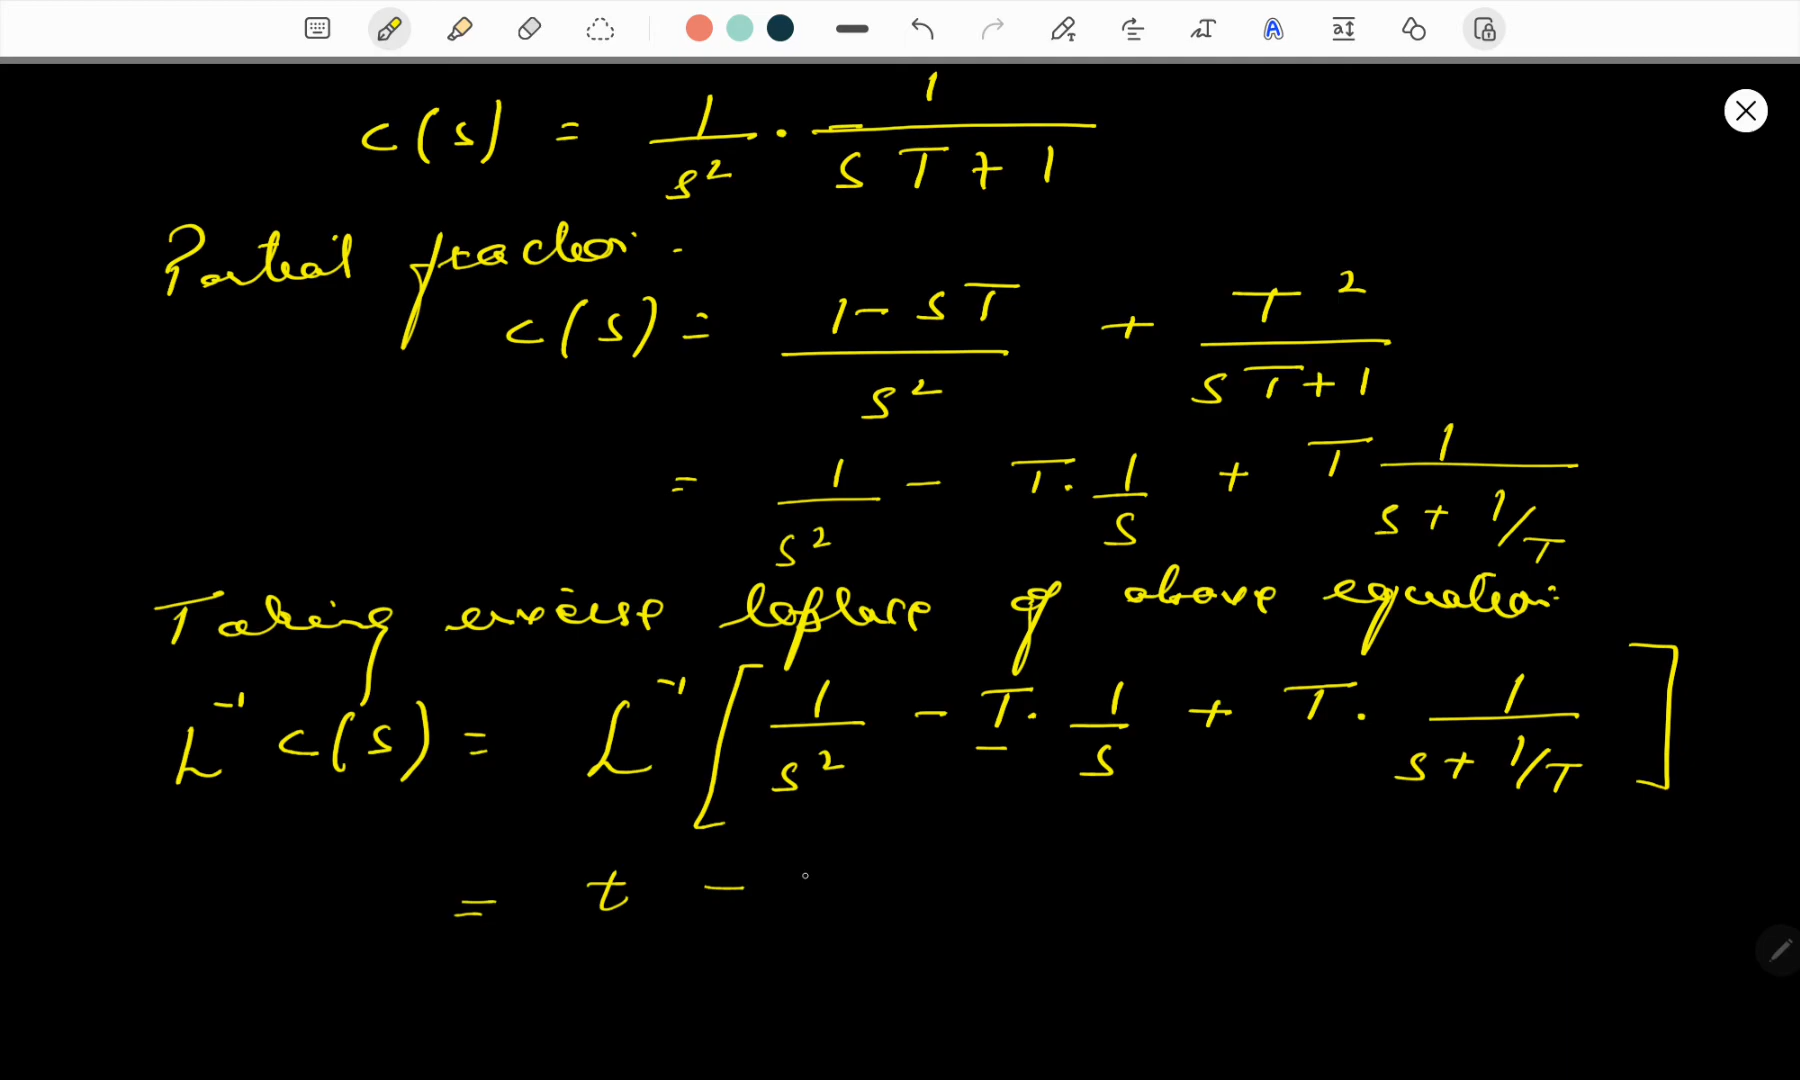 c(s) = 1/s² · 1/(sT + 1)
Partial fraction :
c(s) = (1 - sT)/s² + T²/(sT + 1)
= 1/s² - T · 1/s + T 1/(s + 1/T)
Taking inverse laplace of above equation:
L⁻¹ c(s) = L⁻¹ [ 1/s² - T · 1/s + T · 1/(s + 1/T) ]
= t -